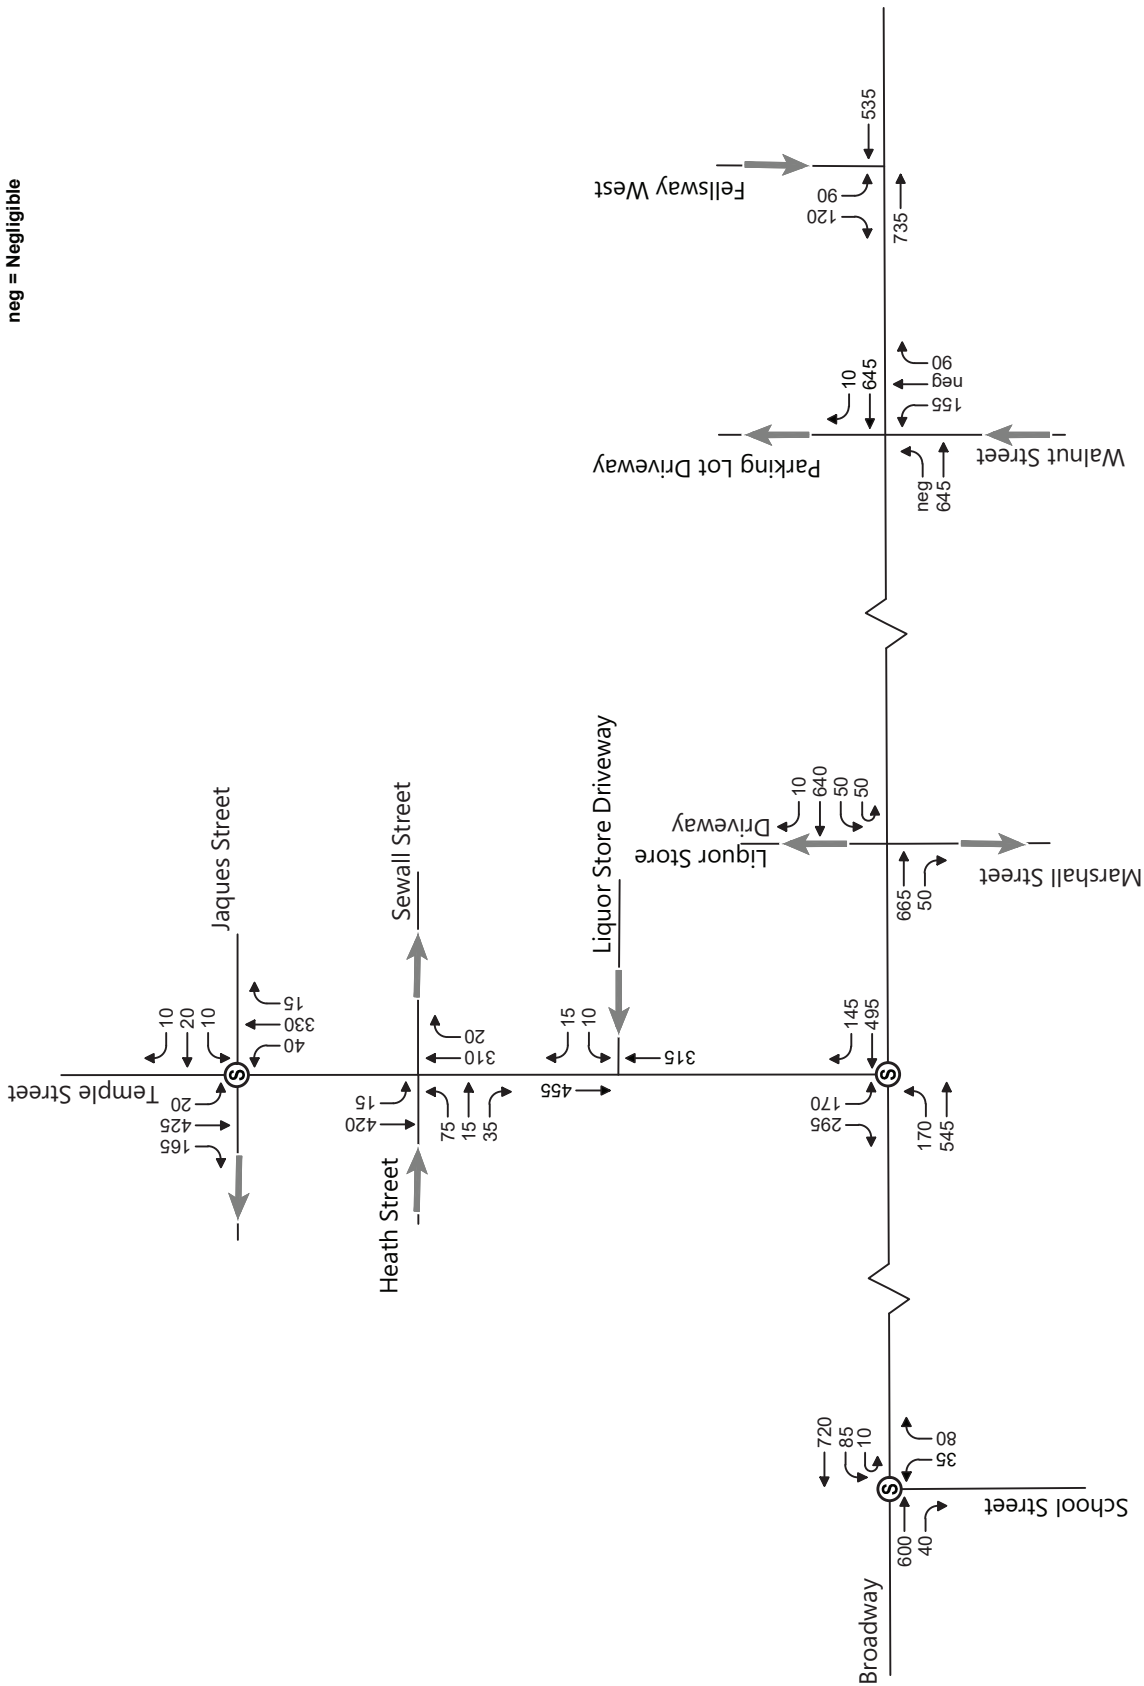 neg = Negligible
535
Fellsway West
90
120
735
10
645
90
neg
155
Parking Lot Driveway
Walnut Street
neg
645
10
640
50
50
Liquor Store
Driveway
Marshall Street
665
50
Jaques Street
10
20
10
15
330
40
Temple Street
20
425
165
Sewall Street
20
310
15
420
75
15
35
Heath Street
Liquor Store Driveway
15
10
315
455
145
495
170
295
170
545
720
85
10
80
35
School Street
600
40
Broadway
S
S
S